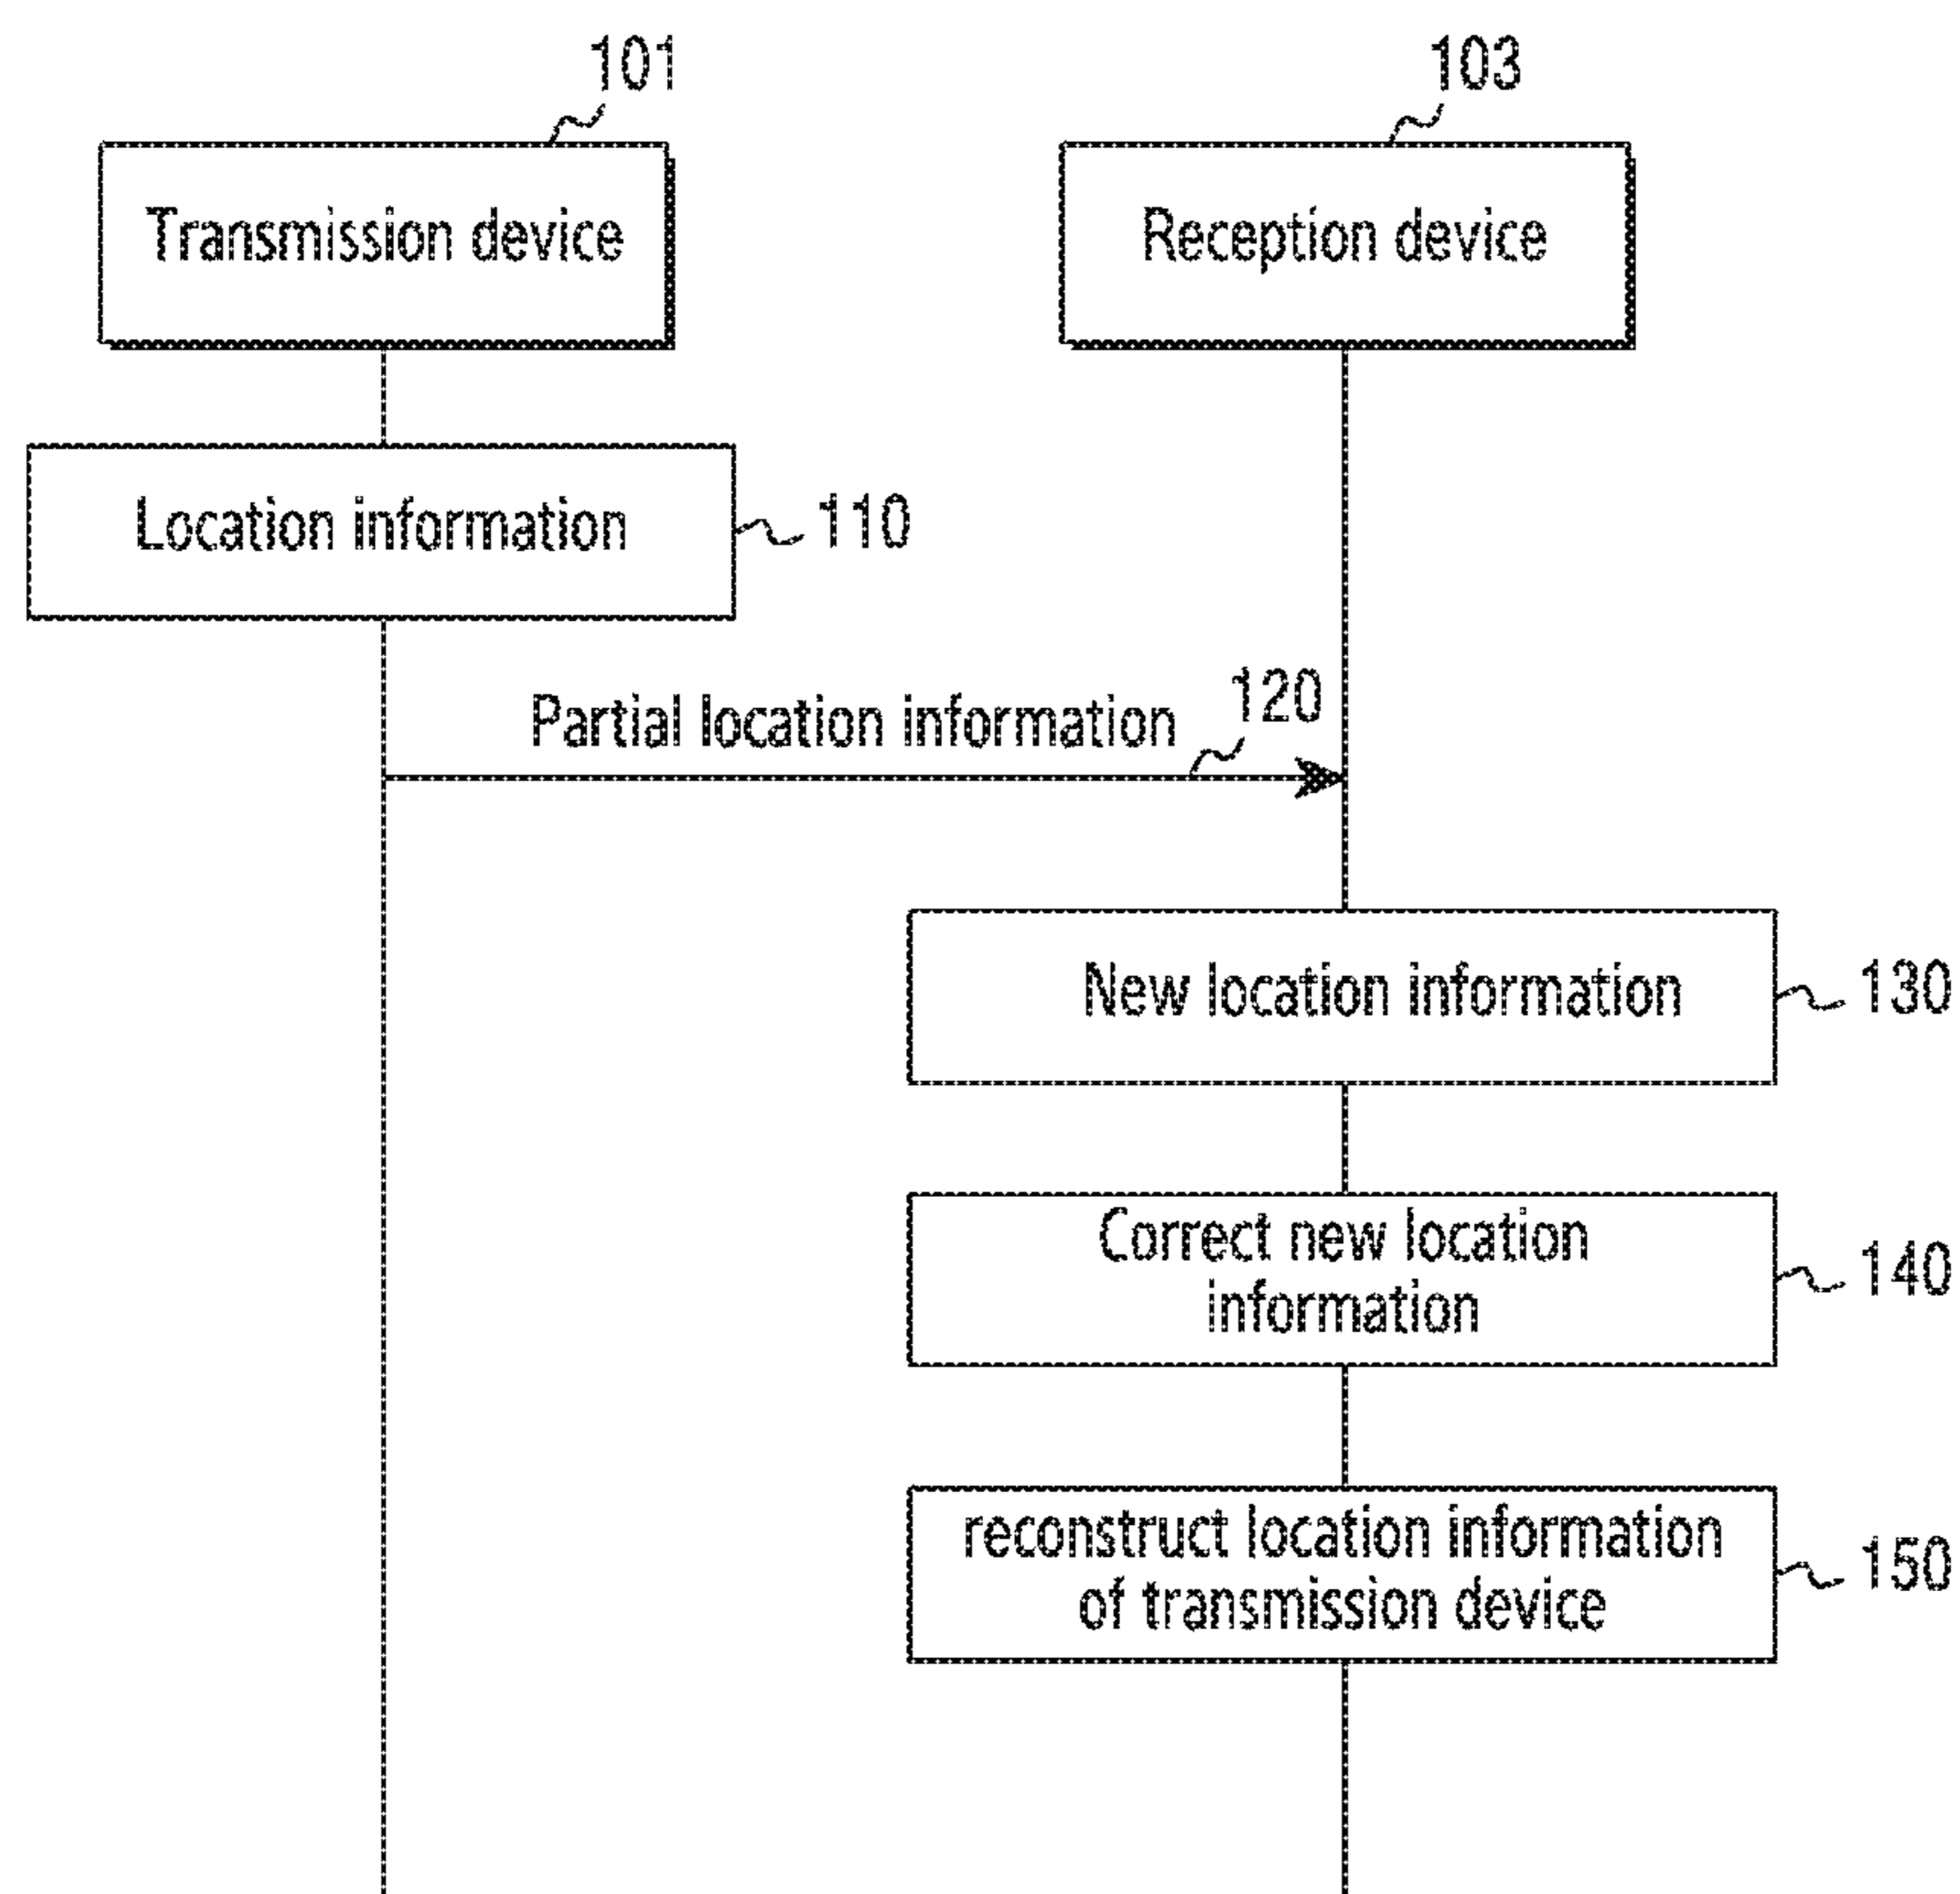 101
103
Transmission device
Reception device
Location information
110
Partial location information
120
New location information
130
Correct new location
information
140
reconstruct location information
of transmission device
150